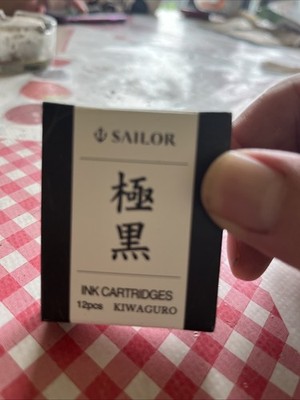 SAILOR
極
黒
INK CARTRIDGES
12pcs KIWAGURO